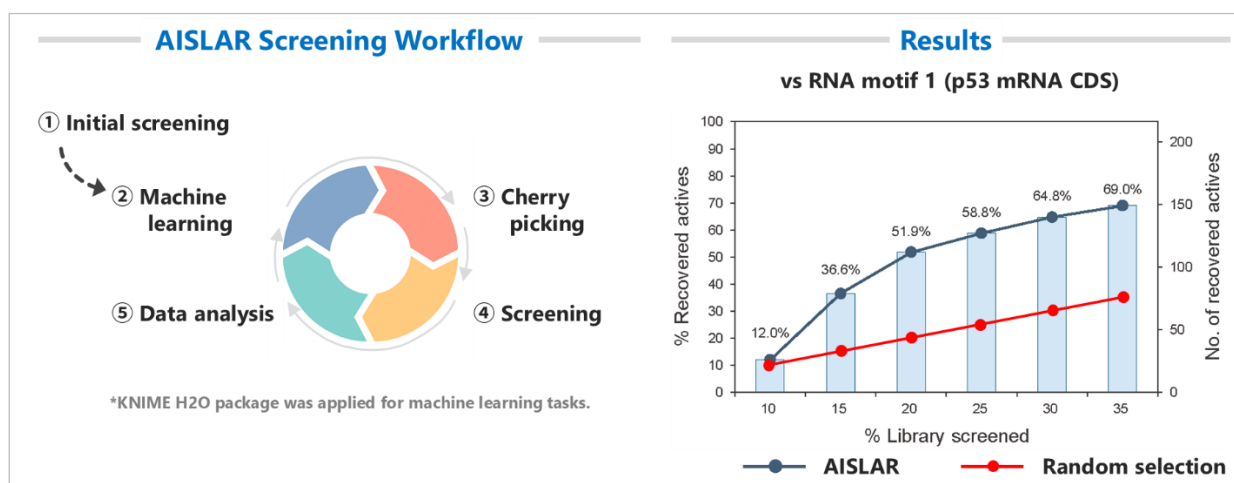 AISLAR Screening Workflow
① Initial screening
② Machine
learning
③ Cherry
picking
④ Screening
⑤ Data analysis
*KNIME H2O package was applied for machine learning tasks.
Results
vs RNA motif 1 (p53 mRNA CDS)
% Recovered actives
100
90
80
70
60
50
40
30
20
10
0
12.0%
36.6%
51.9%
58.8%
64.8%
69.0%
200
150
100
50
0
No. of recovered actives
10 15 20 25 30 35
% Library screened
AISLAR Random selection